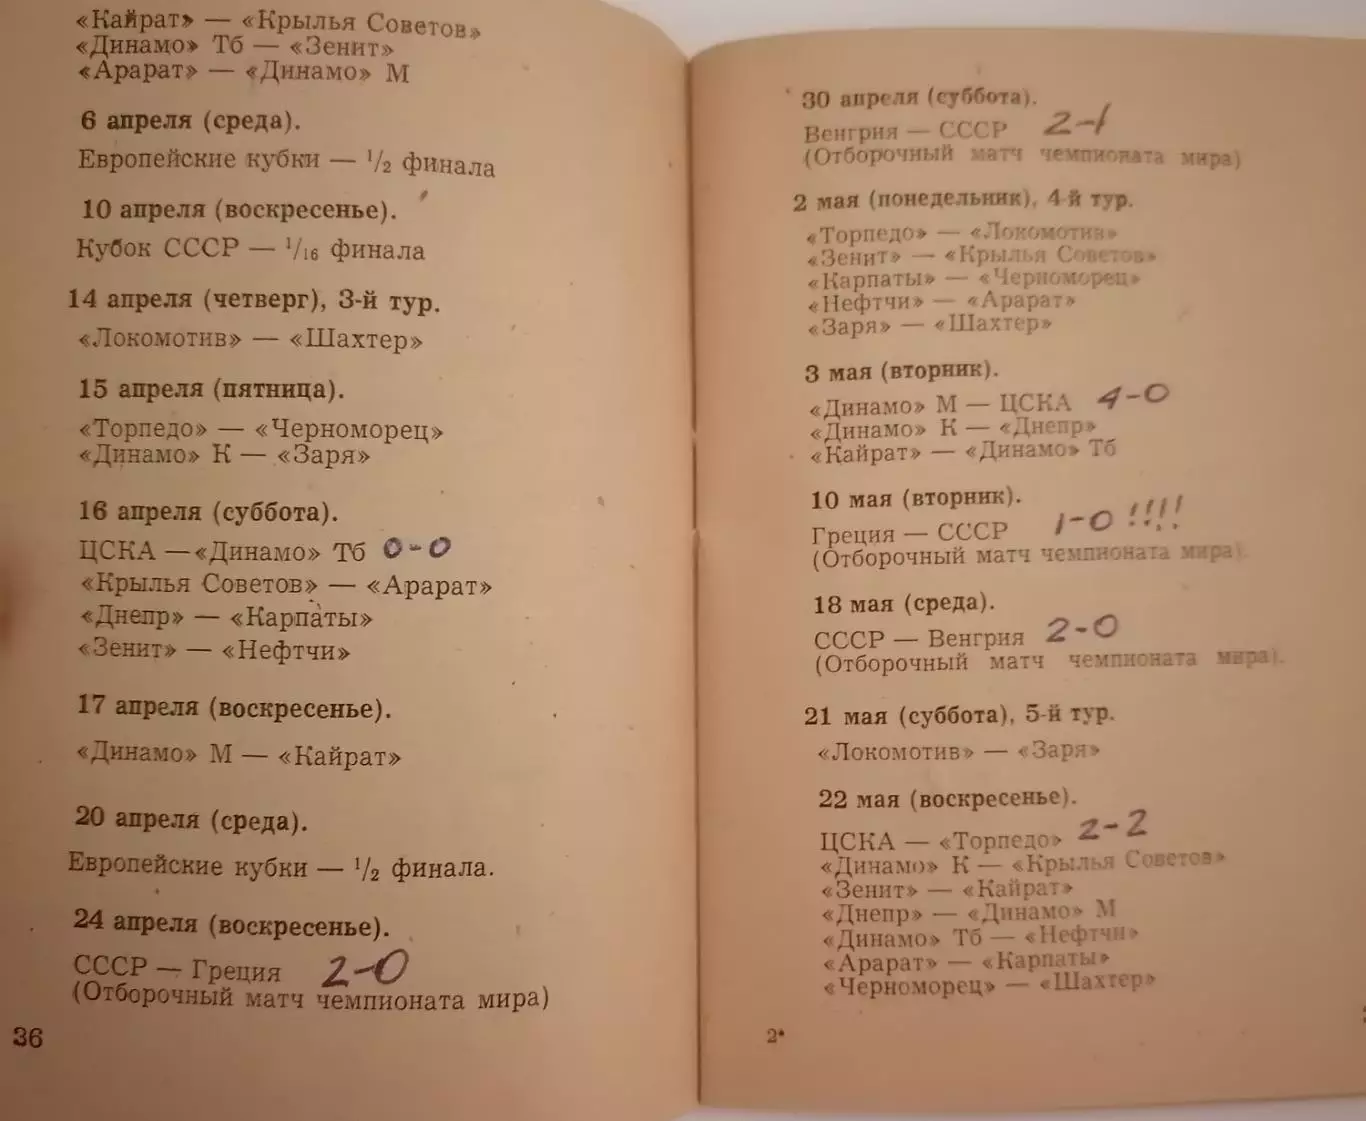 «Кайрат» — «Крылья Советов»
«Динамо» Тб — «Зенит»
«Арарат» — «Динамо» М
6 апреля (среда).
Европейские кубки — 1/2 финала
10 апреля (воскресенье).
Кубок СССР — 1/16 финала
14 апреля (четверг), 3-й тур.
«Локомотив» — «Шахтер»
15 апреля (пятница).
«Торпедо» — «Черноморец»
«Динамо» К — «Заря»
16 апреля (суббота).
ЦСКА — «Динамо» Тб 0-0
«Крылья Советов» — «Арарат»
«Днепр» — «Карпаты»
«Зенит» — «Нефтчи»
17 апреля (воскресенье).
«Динамо» М — «Кайрат»
20 апреля (среда).
Европейские кубки — 1/2 финала.
24 апреля (воскресенье).
СССР — Греция 2-0
(Отборочный матч чемпионата мира)
36
30 апреля (суббота).
Венгрия — СССР 2-1
(Отборочный матч чемпионата мира)
2 мая (понедельник), 4-й тур.
«Торпедо» — «Локомотив»
«Зенит» — «Крылья Советов»
«Карпаты» — «Черноморец»
«Нефтчи» — «Арарат»
«Заря» — «Шахтер»
3 мая (вторник).
«Динамо» М — ЦСКА 4-0
«Динамо» К — «Днепр»
«Кайрат» — «Динамо» Тб
10 мая (вторник).
Греция — СССР 1-0 !!!!
(Отборочный матч чемпионата мира)
18 мая (среда).
СССР — Венгрия 2-0
(Отборочный матч чемпионата мира).
21 мая (суббота), 5-й тур.
«Локомотив» — «Заря»
22 мая (воскресенье).
ЦСКА — «Торпедо» 2-2
«Динамо» К — «Крылья Советов»
«Зенит» — «Кайрат»
«Днепр» — «Динамо» М
«Динамо» Тб — «Нефтчи»
«Арарат» — «Карпаты»
«Черноморец» — «Шахтер»
2*